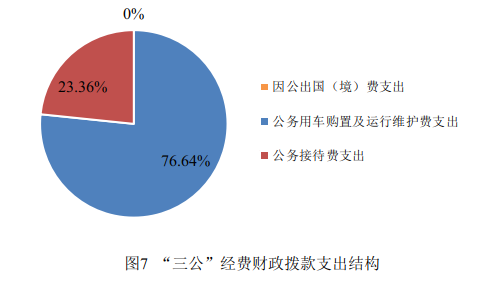 0%
23.36%
76.64%
因公出国（境）费支出
公务用车购置及运行维护费支出
公务接待费支出
图7 “三公”经费财政拨款支出结构